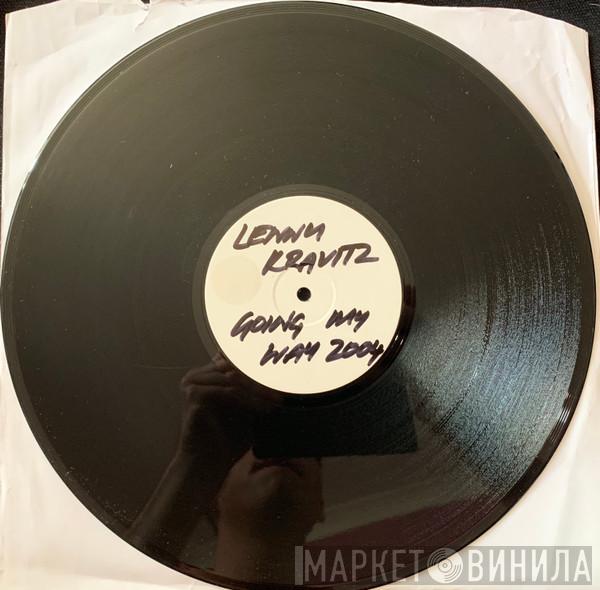 LENNY
KRAVITZ
GOING MY
WAY 2004
МАРКЕТ ВИНИЛА